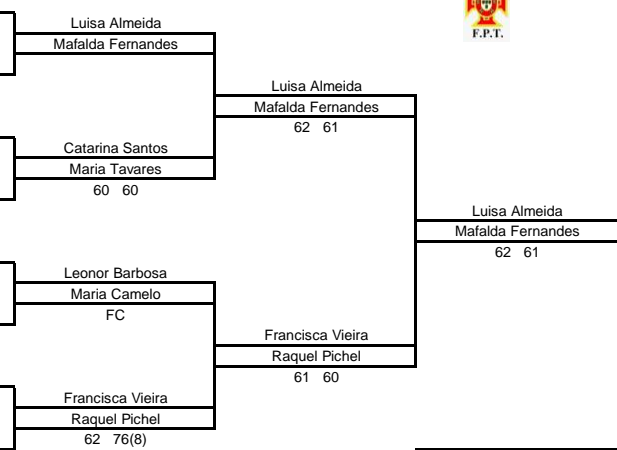 F.P.T.
Luisa Almeida
Mafalda Fernandes
Luisa Almeida
Mafalda Fernandes
62 61
Catarina Santos
Maria Tavares
60 60
Luisa Almeida
Mafalda Fernandes
62 61
Leonor Barbosa
Maria Camelo
FC
Francisca Vieira
Raquel Pichel
61 60
Francisca Vieira
Raquel Pichel
62 76(8)